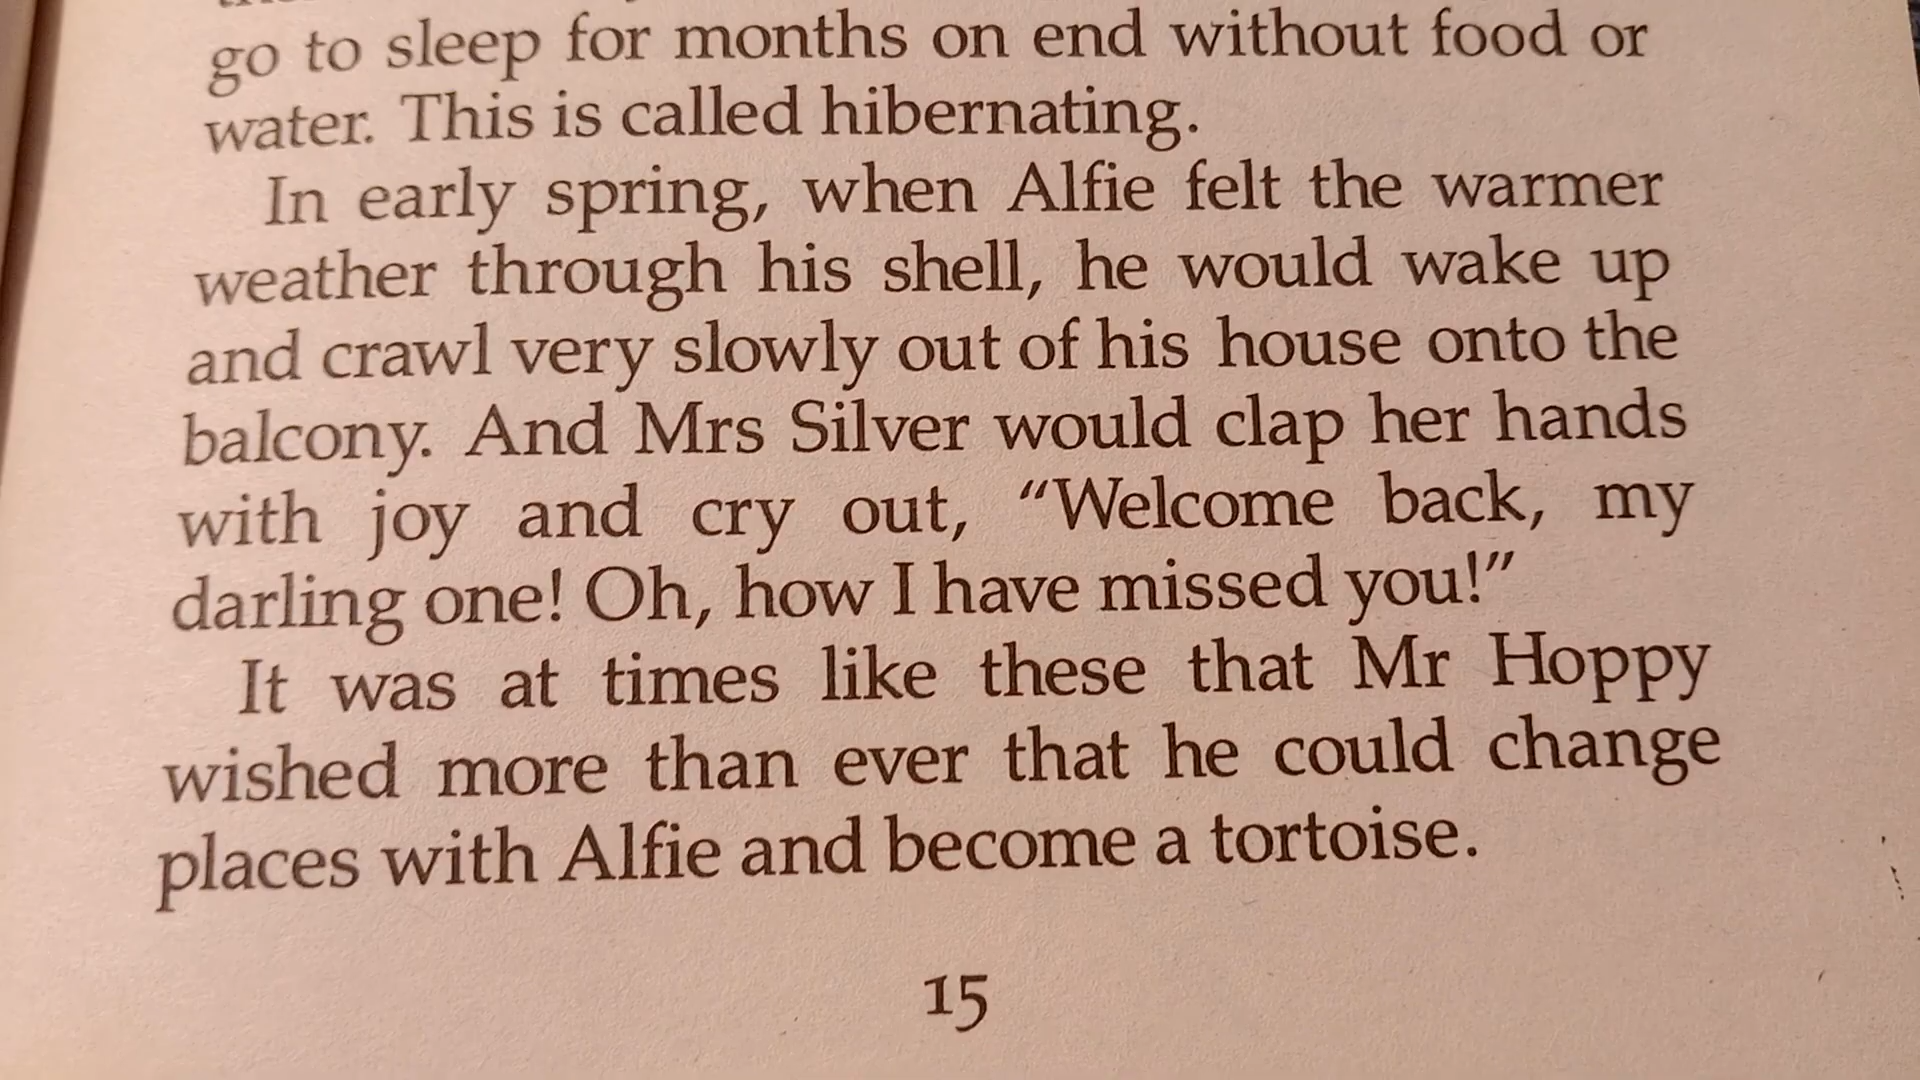 go to sleep for months on end without food or
water. This is called hibernating.
In early spring, when Alfie felt the warmer
weather through his shell, he would wake up
and crawl very slowly out of his house onto the
balcony. And Mrs Silver would clap her hands
with joy and cry out, “Welcome back, my
darling one! Oh, how I have missed you!”
It was at times like these that Mr Hoppy
wished more than ever that he could change
places with Alfie and become a tortoise.
15